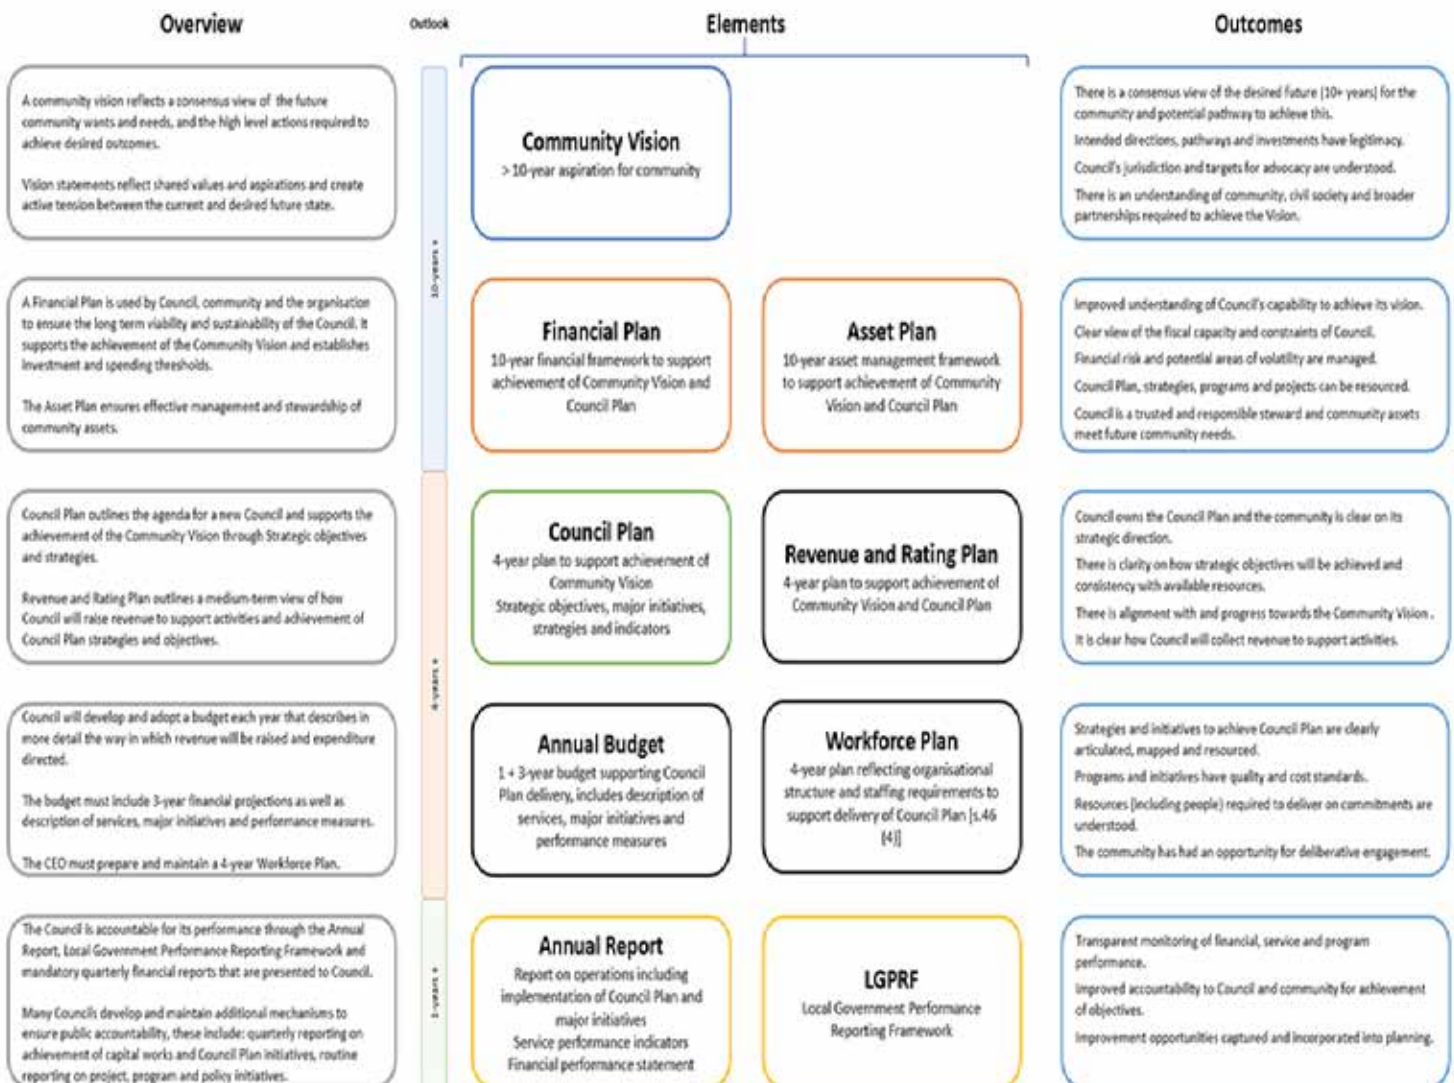 Overview
Outlook
Elements
Outcomes
A community vision reflects a consensus view of the future
community wants and needs, and the high level actions required to
achieve desired outcomes.
Vision statements reflect shared values and aspirations and create
active tension between the current and desired future state.
10-years +
Community Vision
> 10-year aspiration for community
There is a consensus view of the desired future (10+ years) for the
community and potential pathway to achieve this.
Intended directions, pathways and investments have legitimacy.
Council's jurisdiction and targets for advocacy are understood.
There is an understanding of community, civil society and broader
partnerships required to achieve the Vision.
A Financial Plan is used by Council, community and the organisation
to ensure the long term viability and sustainability of the Council. It
supports the achievement of the Community Vision and establishes
investment and spending thresholds.
The Asset Plan ensures effective management and stewardship of
community assets.
Financial Plan
10-year financial framework to support
achievement of Community Vision and
Council Plan
Asset Plan
10-year asset management framework
to support achievement of Community
Vision and Council Plan
Improved understanding of Council's capability to achieve its vision.
Clear view of the fiscal capacity and constraints of Council.
Financial risk and potential areas of volatility are managed.
Council Plan, strategies, programs and projects can be resourced.
Council is a trusted and responsible steward and community assets
meet future community needs.
Council Plan outlines the agenda for a new Council and supports the
achievement of the Community Vision through Strategic objectives
and strategies.
Revenue and Rating Plan outlines a medium-term view of how
Council will raise revenue to support activities and achievement of
Council Plan strategies and objectives.
4-years +
Council Plan
4-year plan to support achievement of
Community Vision
Strategic objectives, major initiatives,
strategies and indicators
Revenue and Rating Plan
4-year plan to support achievement of
Community Vision and Council Plan
Council owns the Council Plan and the community is clear on its
strategic direction.
There is clarity on how strategic objectives will be achieved and
consistency with available resources.
There is alignment with and progress towards the Community Vision .
It is clear how Council will collect revenue to support activities.
Council will develop and adopt a budget each year that describes in
more detail the way in which revenue will be raised and expenditure
directed.
The budget must include 3-year financial projections as well as
description of services, major initiatives and performance measures.
The CEO must prepare and maintain a 4-year Workforce Plan.
Annual Budget
1 + 3-year budget supporting Council
Plan delivery, includes description of
services, major initiatives and
performance measures
Workforce Plan
4-year plan reflecting organisational
structure and staffing requirements to
support delivery of Council Plan [s.46
(4)]
Strategies and initiatives to achieve Council Plan are clearly
articulated, mapped and resourced.
Programs and initiatives have quality and cost standards.
Resources (including people) required to deliver on commitments are
understood.
The community has had an opportunity for deliberative engagement.
The Council is accountable for its performance through the Annual
Report, Local Government Performance Reporting Framework and
mandatory quarterly financial reports that are presented to Council.
Many Councils develop and maintain additional mechanisms to
ensure public accountability, these include: quarterly reporting on
achievement of capital works and Council Plan initiatives, routine
reporting on project, program and policy initiatives.
Annual Report
Report on operations including
implementation of Council Plan and
major initiatives
Service performance indicators
Financial performance statement
LGPRF
Local Government Performance
Reporting Framework
Transparent monitoring of financial, service and program
performance.
Improved accountability to Council and community for achievement
of objectives.
Improvement opportunities captured and incorporated into planning.